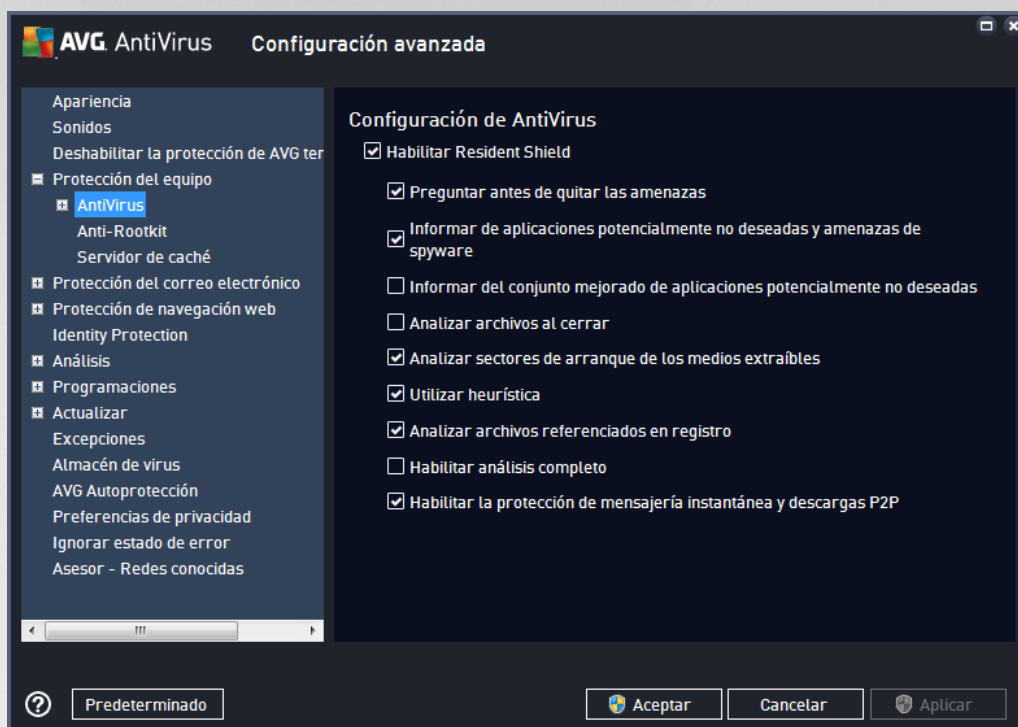 AVG. AntiVirus
Configuración avanzada
Apariencia
Sonidos
Deshabilitar la protección de AVG ter
Protección del equipo
AntiVirus
Anti-Rootkit
Servidor de caché
Protección del correo electrónico
Protección de navegación web
Identity Protection
Análisis
Programaciones
Actualizar
Excepciones
Almacén de virus
AVG Autoprotección
Preferencias de privacidad
Ignorar estado de error
Asesor - Redes conocidas
Configuración de AntiVirus
Habilitar Resident Shield
Preguntar antes de quitar las amenazas
Informar de aplicaciones potencialmente no deseadas y amenazas de
spyware
Informar del conjunto mejorado de aplicaciones potencialmente no deseadas
Analizar archivos al cerrar
Analizar sectores de arranque de los medios extraíbles
Utilizar heurística
Analizar archivos referenciados en registro
Habilitar análisis completo
Habilitar la protección de mensajería instantánea y descargas P2P
Predeterminado
Aceptar
Cancelar
Aplicar